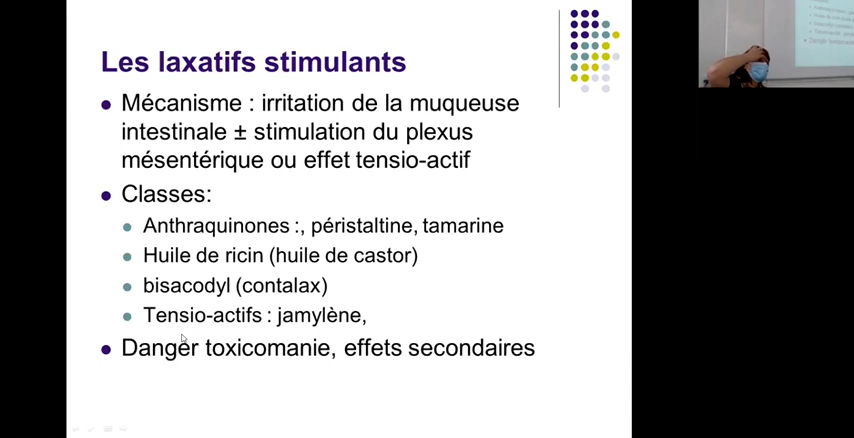 Les laxatifs stimulants
Mécanisme : irritation de la muqueuse
intestinale ± stimulation du plexus
mésentérique ou effet tensio-actif
Classes:
Anthraquinones :, péristaltine, tamarine
Huile de ricin (huile de castor)
bisacodyl (contalax)
Tensio-actifs : jamylène,
Danger toxicomanie, effets secondaires